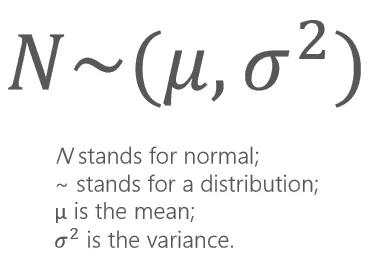 N~(μ, σ²)
N stands for normal;
~ stands for a distribution;
μ is the mean;
σ² is the variance.